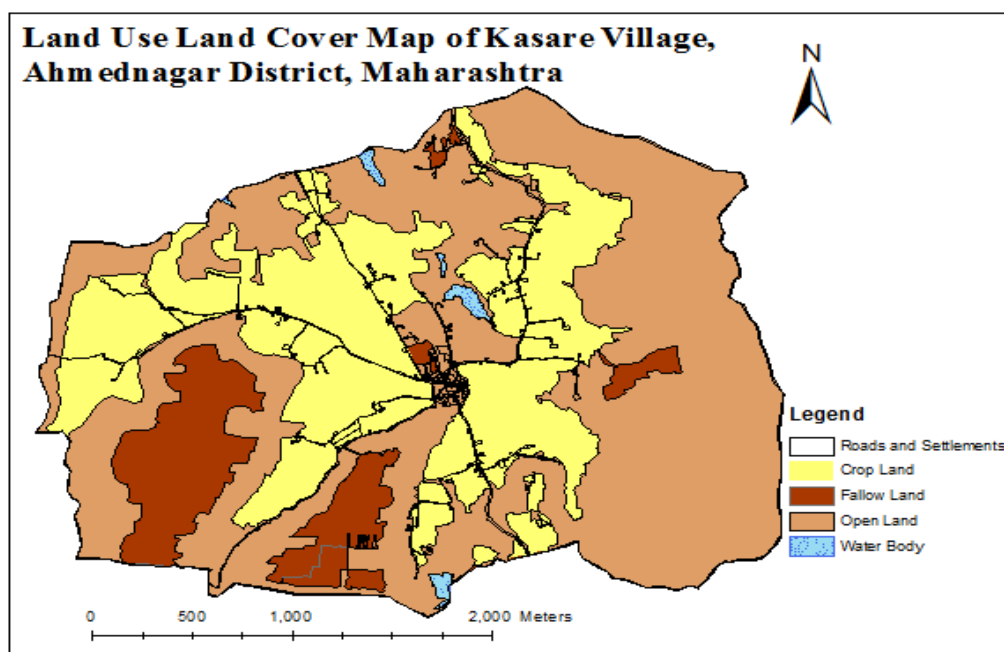 Land Use Land Cover Map of Kasare Village,
Ahmednagar District, Maharashtra
N
Legend
Roads and Settlements
Crop Land
Fallow Land
Open Land
Water Body
0 500 1,000 2,000 Meters